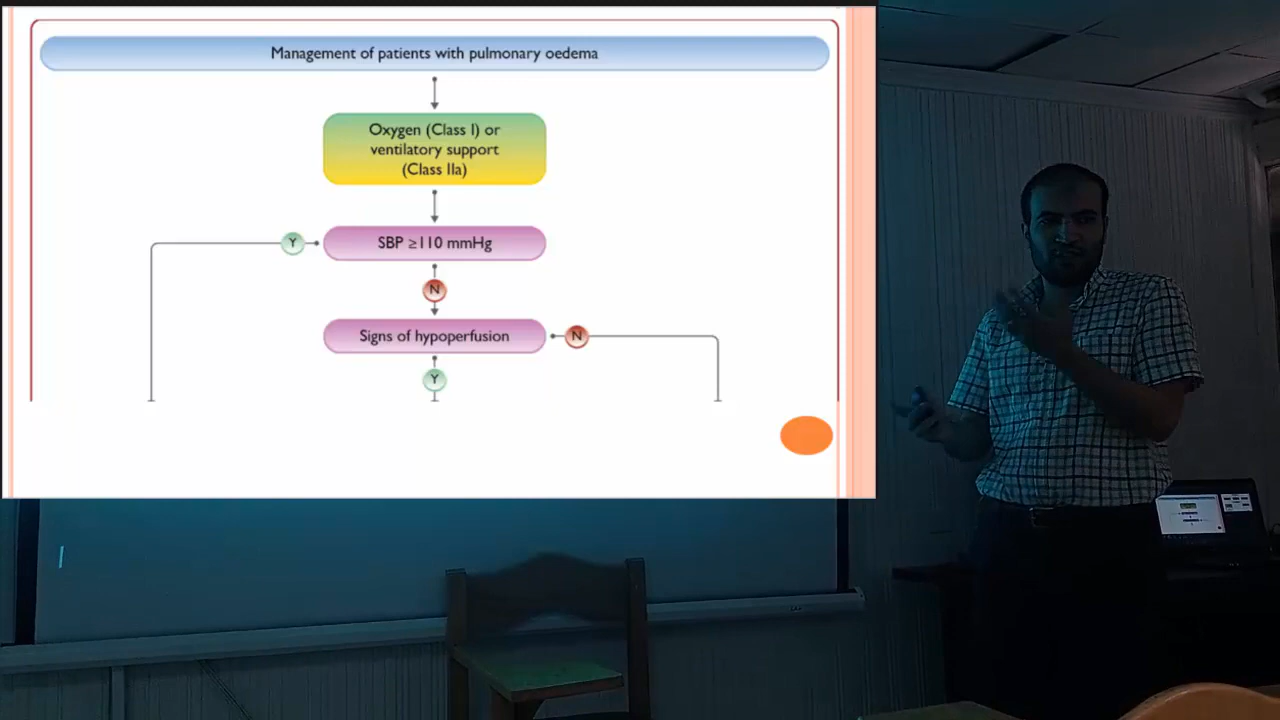 Management of patients with pulmonary oedema
Oxygen (Class I) or
ventilatory support
(Class IIa)
Y
SBP ≥110 mmHg
N
Signs of hypoperfusion
N
Y